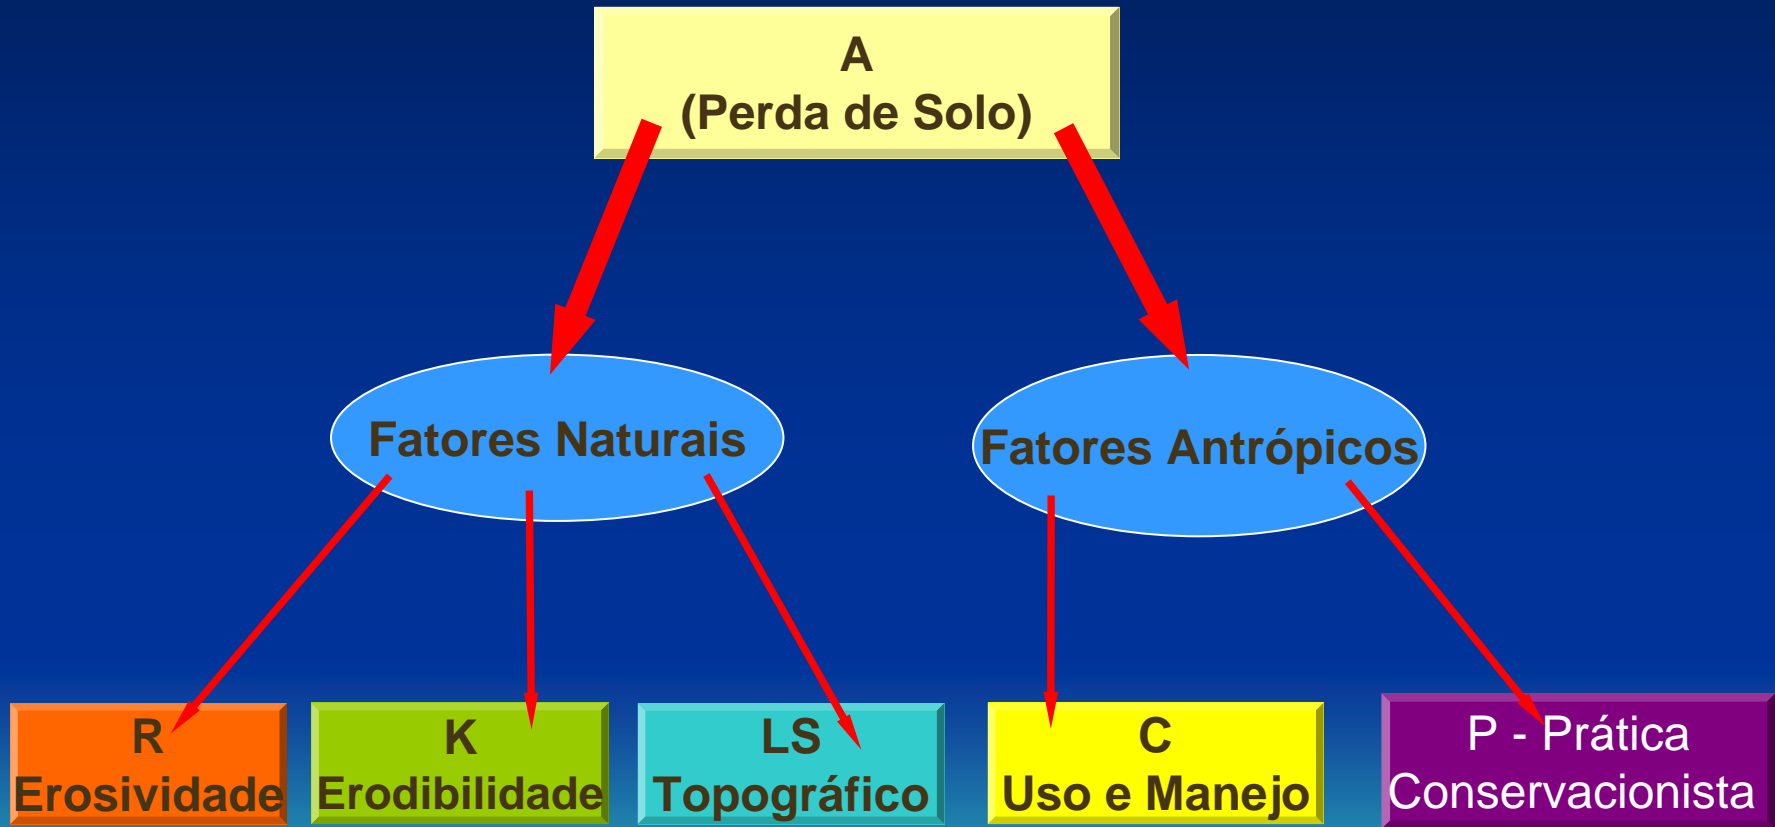 A
(Perda de Solo)
Fatores Naturais
Fatores Antrópicos
R
Erosividade
K
Erodibilidade
LS
Topográfico
C
Uso e Manejo
P - Prática
Conservacionista